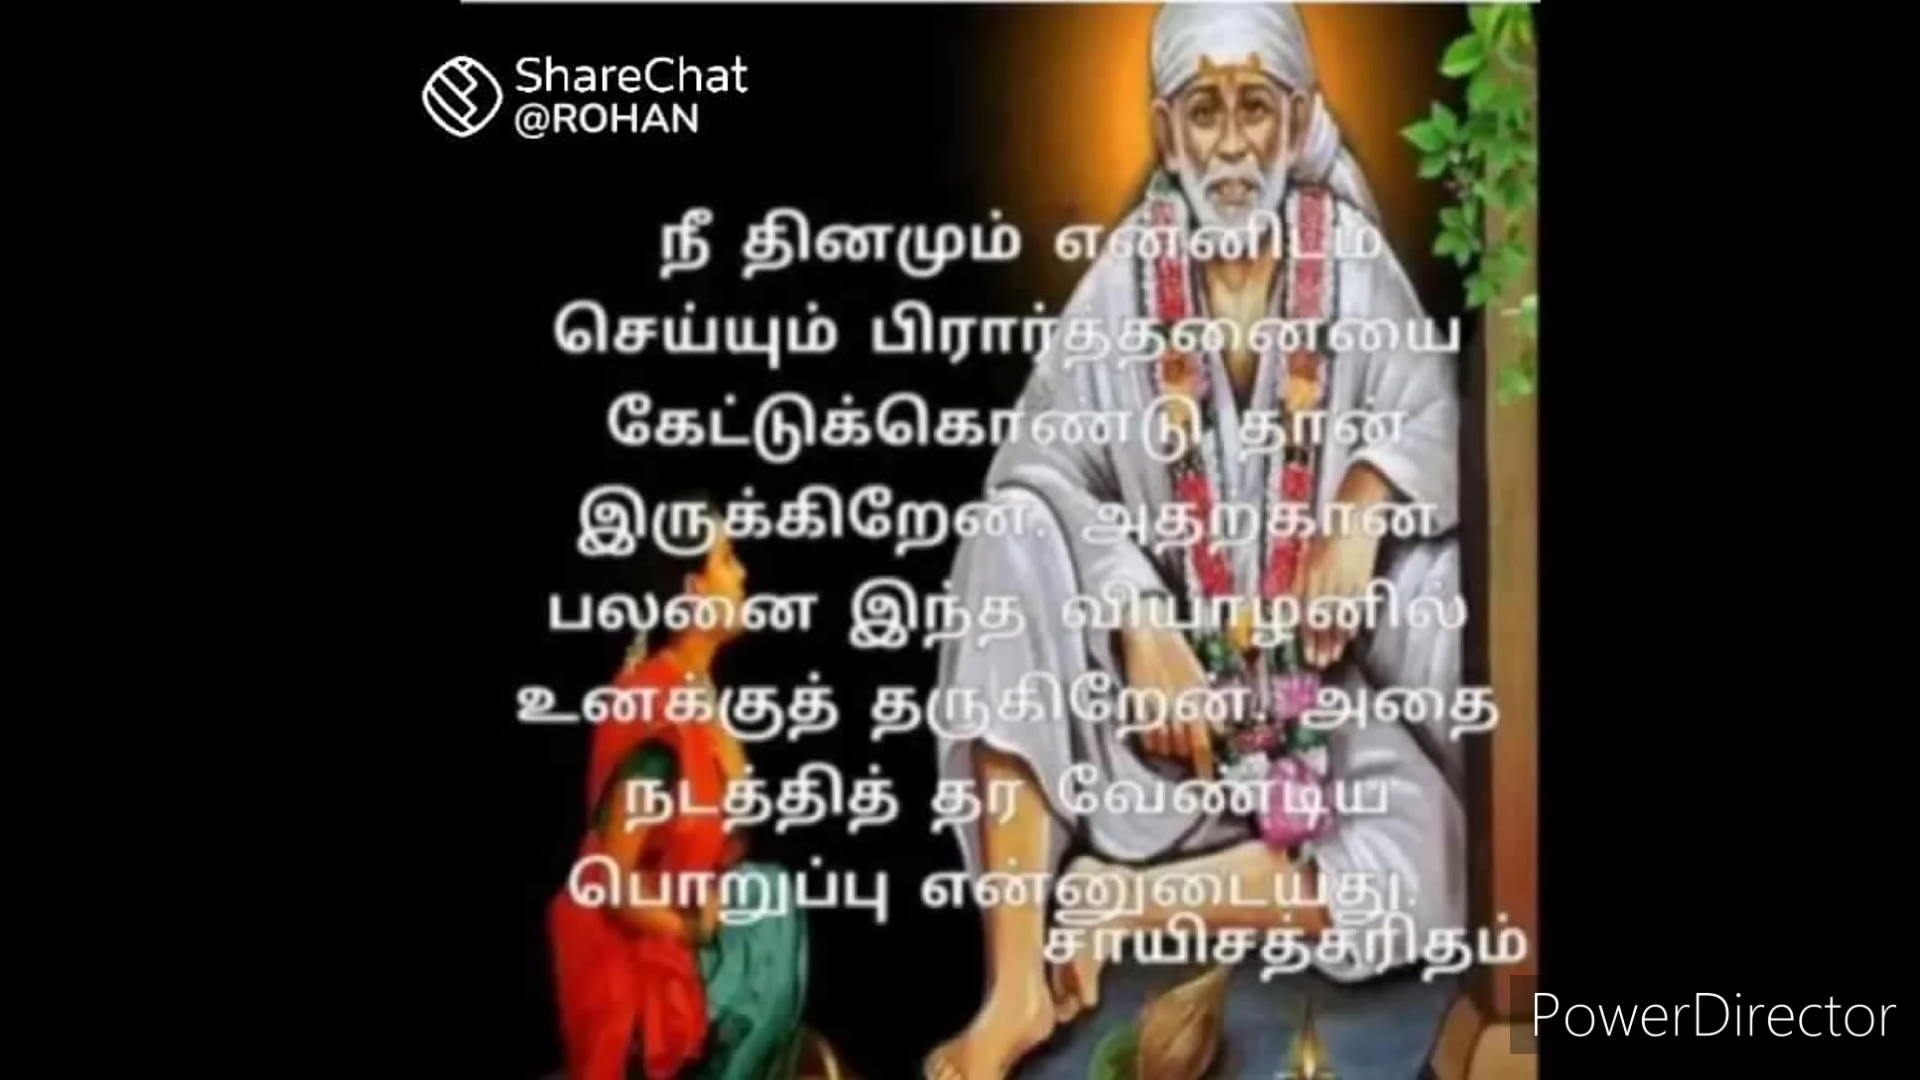 ShareChat
@ROHAN
நீ தினமும் என்னிடம்
செய்யும் பிரார்த்தனையை
கேட்டுக்கொண்டு தான்
இருக்கிறேன். அதற்கான
பலனை இந்த வியாழனில்
உனக்குத் தருகிறேன். அதை
நடத்தித் தர வேண்டிய
பொறுப்பு என்னுடையது.
சாயிசத்சரிதம்
PowerDirector